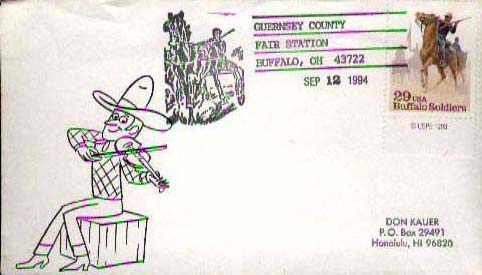 GUERNSEY COUNTY
FAIR STATION
BUFFALO, OH 43722
SEP 12 1994
29 USA
Buffalo Soldiers
DON KAUER
P.O. Box 29491
Honolulu, HI 96820